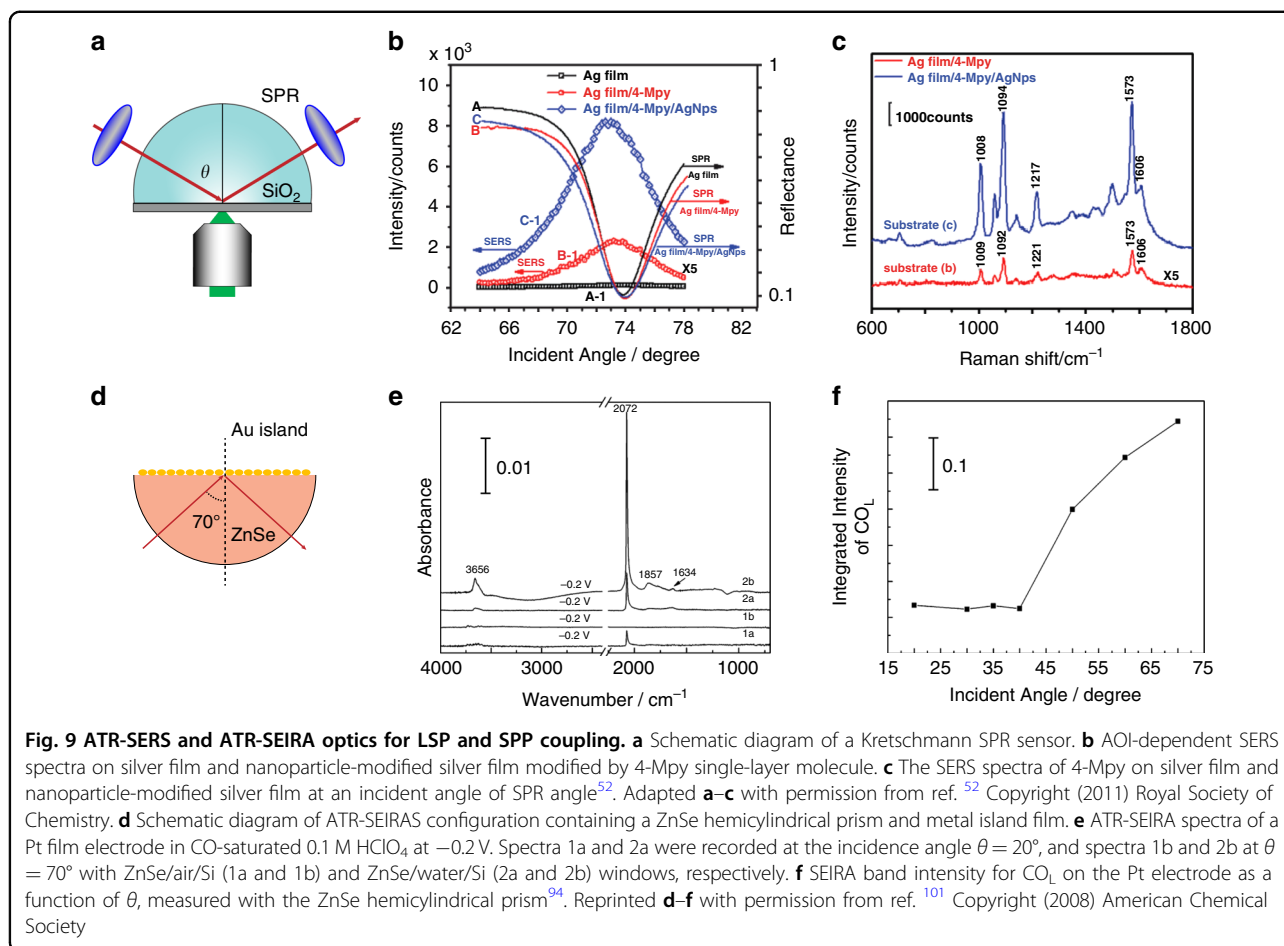 a
SPR
θ
SiO2
b
x 10³
Ag film
Ag film/4-Mpy
Ag film/4-Mpy/AgNps
10
8
6
4
2
0
Intensity/counts
A
C
B
C-1
B-1
A-1
SERS
SERS
SPR
Ag film
SPR
Ag film/4-Mpy
SPR
Ag film/4-Mpy/AgNps
X5
1
0.1
Reflectance
62 66 70 74 78 82
Incident Angle / degree
c
Ag film/4-Mpy
Ag film/4-Mpy/AgNps
1000counts
Intensity/counts
1008
1094
1217
1573
1606
Substrate (c)
1009
1092
1221
1573
1606
substrate (b)
X5
600 1000 1400 1800
Raman shift/cm⁻¹
d
Au island
70°
ZnSe
e
2072
0.01
Absorbance
3656
1857
1634
−0.2 V
2b
−0.2 V
2a
−0.2 V
1b
−0.2 V
1a
4000 3000 2000 1000
Wavenumber / cm⁻¹
f
0.1
Integrated Intensity
of COL
15 25 35 45 55 65 75
Incident Angle / degree
Fig. 9 ATR-SERS and ATR-SEIRA optics for LSP and SPP coupling. a Schematic diagram of a Kretschmann SPR sensor. b AOI-dependent SERS
spectra on silver film and nanoparticle-modified silver film modified by 4-Mpy single-layer molecule. c The SERS spectra of 4-Mpy on silver film and
nanoparticle-modified silver film at an incident angle of SPR angle52. Adapted a–c with permission from ref. 52 Copyright (2011) Royal Society of
Chemistry. d Schematic diagram of ATR-SEIRAS configuration containing a ZnSe hemicylindrical prism and metal island film. e ATR-SEIRA spectra of a
Pt film electrode in CO-saturated 0.1 M HClO4 at −0.2 V. Spectra 1a and 2a were recorded at the incidence angle θ = 20°, and spectra 1b and 2b at θ
= 70° with ZnSe/air/Si (1a and 1b) and ZnSe/water/Si (2a and 2b) windows, respectively. f SEIRA band intensity for COL on the Pt electrode as a
function of θ, measured with the ZnSe hemicylindrical prism94. Reprinted d–f with permission from ref. 101 Copyright (2008) American Chemical
Society